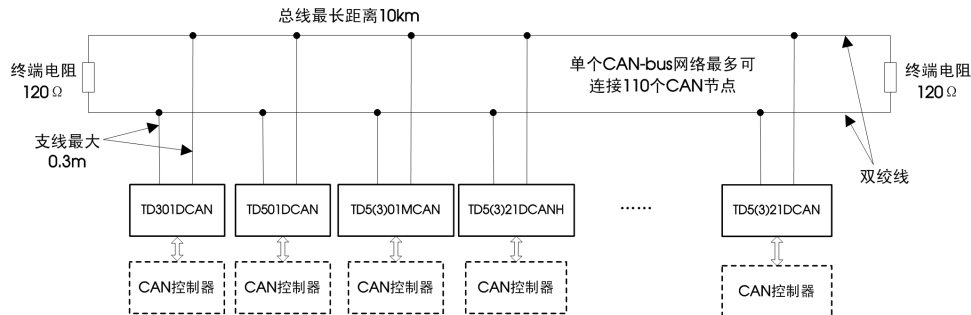 总线最长距离10km
终端电阻
120Ω
单个CAN-bus网络最多可
连接110个CAN节点
终端电阻
120Ω
支线最大
0.3m
双绞线
TD301DCAN
TD501DCAN
TD5(3)01MCAN
TD5(3)21DCANH
······
TD5(3)21DCAN
CAN控制器
CAN控制器
CAN控制器
CAN控制器
CAN控制器